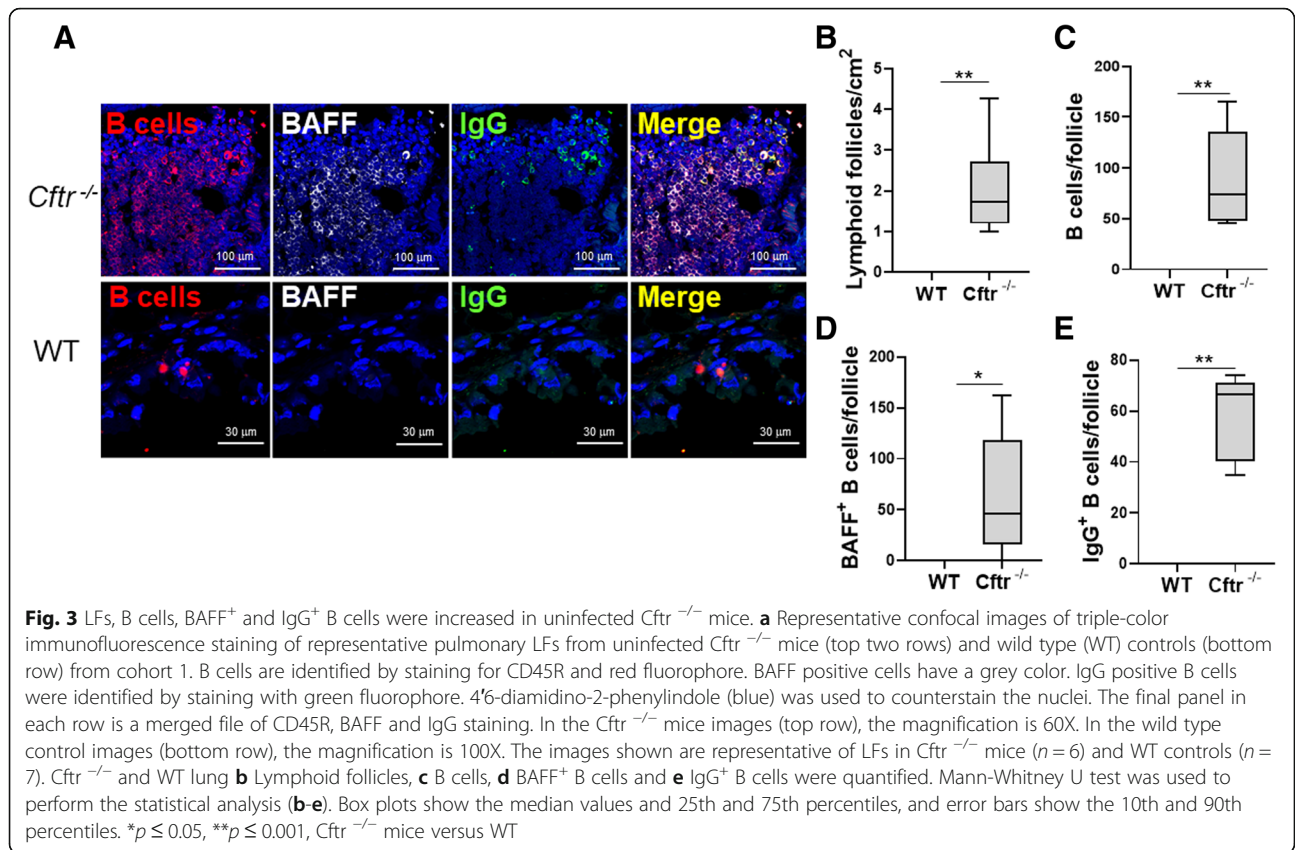 A
B cells
BAFF
IgG
Merge
Cftr -/-
100 µm
100 µm
100 µm
100 µm
B cells
BAFF
IgG
Merge
WT
30 µm
30 µm
30 µm
30 µm
B
Lymphoid follicles/cm²
5
4
3
2
1
0
**
WT Cftr -/-
C
B cells/follicle
200
150
100
50
0
**
WT Cftr -/-
D
BAFF⁺ B cells/follicle
200
150
100
50
0
*
WT Cftr -/-
E
IgG⁺ B cells/follicle
80
60
40
20
0
**
WT Cftr -/-
Fig. 3 LFs, B cells, BAFF⁺ and IgG⁺ B cells were increased in uninfected Cftr −/− mice. a Representative confocal images of triple-color
immunofluorescence staining of representative pulmonary LFs from uninfected Cftr −/− mice (top two rows) and wild type (WT) controls (bottom
row) from cohort 1. B cells are identified by staining for CD45R and red fluorophore. BAFF positive cells have a grey color. IgG positive B cells
were identified by staining with green fluorophore. 4′6-diamidino-2-phenylindole (blue) was used to counterstain the nuclei. The final panel in
each row is a merged file of CD45R, BAFF and IgG staining. In the Cftr −/− mice images (top row), the magnification is 60X. In the wild type
control images (bottom row), the magnification is 100X. The images shown are representative of LFs in Cftr −/− mice (n = 6) and WT controls (n =
7). Cftr −/− and WT lung b Lymphoid follicles, c B cells, d BAFF⁺ B cells and e IgG⁺ B cells were quantified. Mann-Whitney U test was used to
perform the statistical analysis (b-e). Box plots show the median values and 25th and 75th percentiles, and error bars show the 10th and 90th
percentiles. *p ≤ 0.05, **p ≤ 0.001, Cftr −/− mice versus WT